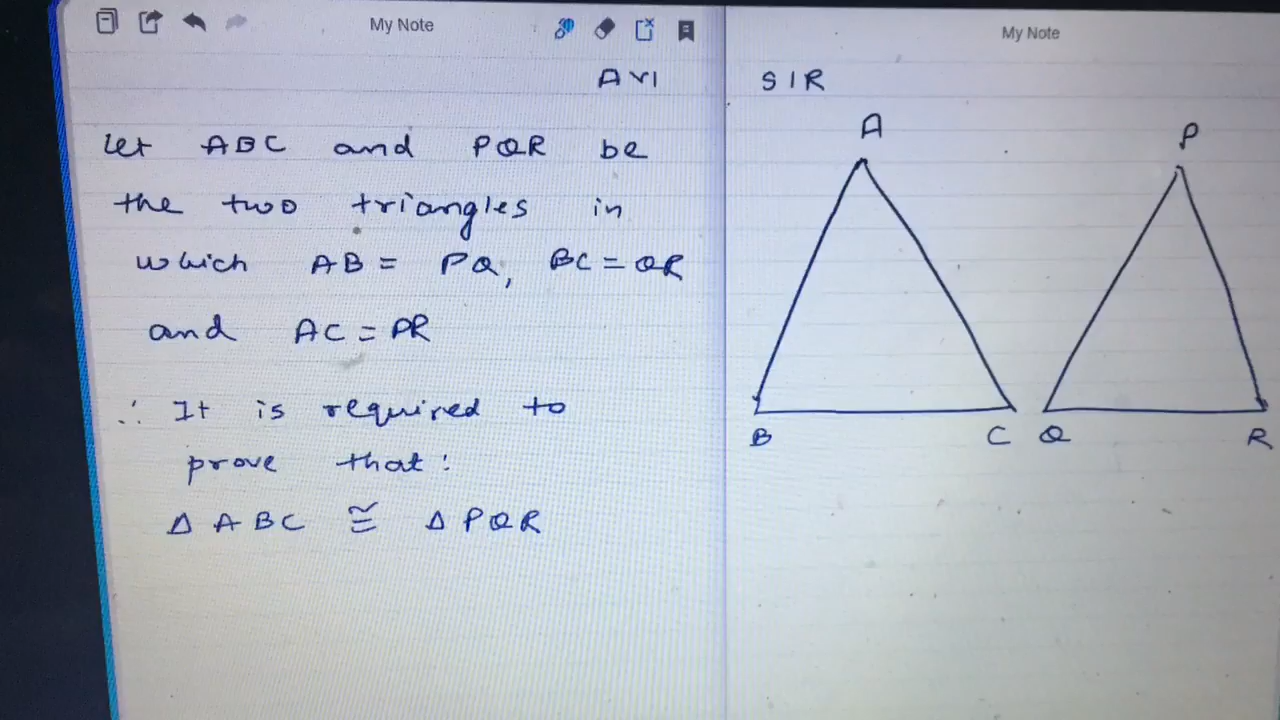 My Note
My Note
AVI SIR
Let ABC and PQR be
the two triangles in
which AB = PQ, BC = QR
and AC = PR
∴ It is required to
prove that:
Δ ABC ≅ Δ PQR
A
P
B
C
Q
R